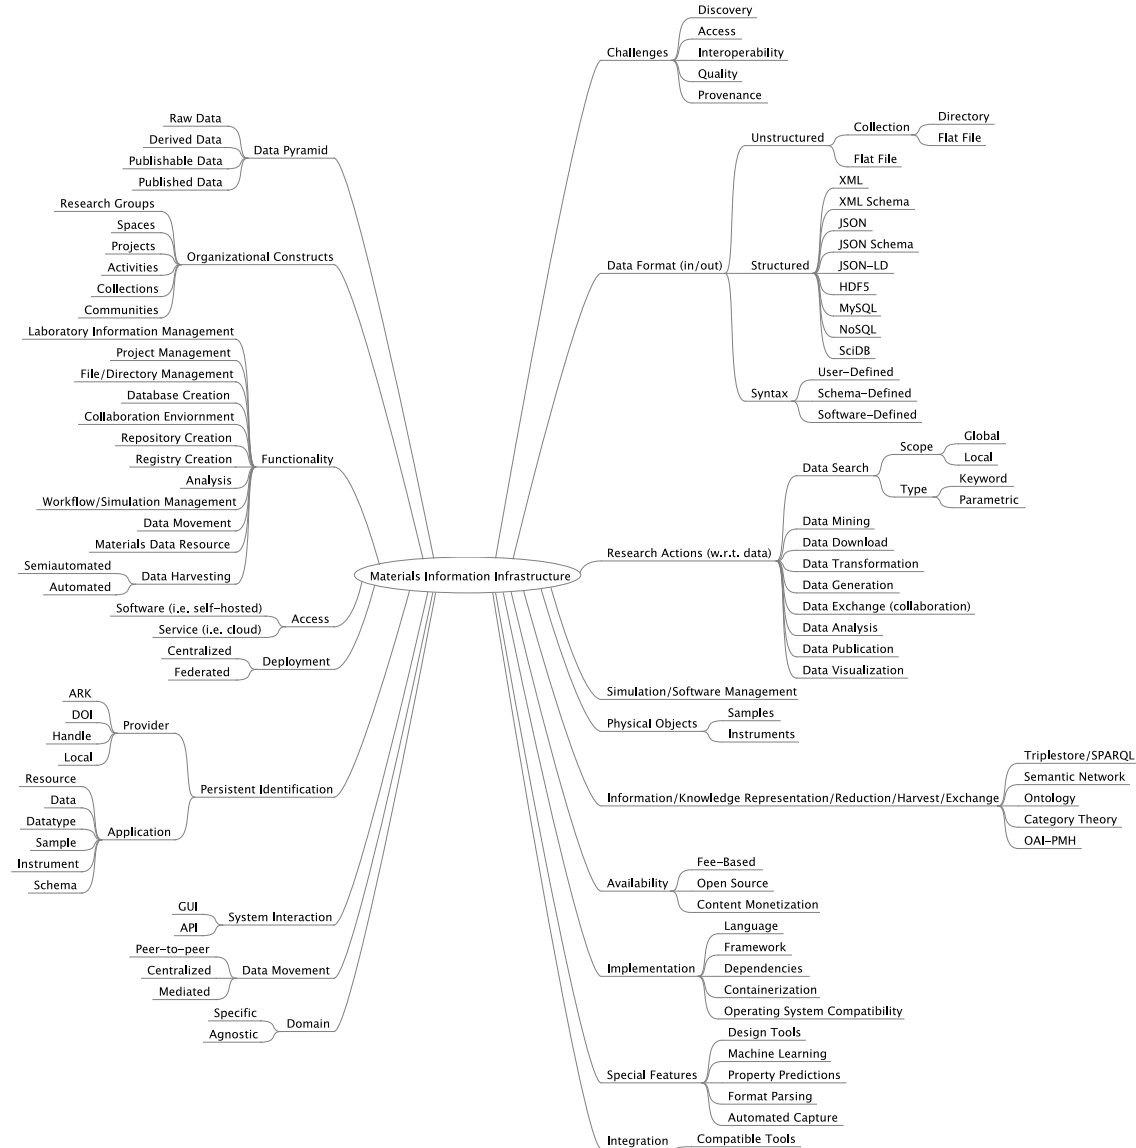 Materials Information Infrastructure
Data Pyramid
Raw Data
Derived Data
Publishable Data
Published Data
Organizational Constructs
Research Groups
Spaces
Projects
Activities
Collections
Communities
Functionality
Laboratory Information Management
Project Management
File/Directory Management
Database Creation
Collaboration Enviornment
Repository Creation
Registry Creation
Analysis
Workflow/Simulation Management
Data Movement
Materials Data Resource
Data Harvesting
Semiautomated
Automated
Access
Software (i.e. self-hosted)
Service (i.e. cloud)
Deployment
Centralized
Federated
Persistent Identification
Provider
ARK
DOI
Handle
Local
Application
Resource
Data
Datatype
Sample
Instrument
Schema
System Interaction
GUI
API
Data Movement
Peer-to-peer
Centralized
Mediated
Domain
Specific
Agnostic
Challenges
Discovery
Access
Interoperability
Quality
Provenance
Data Format (in/out)
Unstructured
Collection
Directory
Flat File
Flat File
Structured
XML
XML Schema
JSON
JSON Schema
JSON-LD
HDF5
MySQL
NoSQL
SciDB
Syntax
User-Defined
Schema-Defined
Software-Defined
Research Actions (w.r.t. data)
Data Search
Scope
Global
Local
Type
Keyword
Parametric
Data Mining
Data Download
Data Transformation
Data Generation
Data Exchange (collaboration)
Data Analysis
Data Publication
Data Visualization
Simulation/Software Management
Physical Objects
Samples
Instruments
Information/Knowledge Representation/Reduction/Harvest/Exchange
Triplestore/SPARQL
Semantic Network
Ontology
Category Theory
OAI-PMH
Availability
Fee-Based
Open Source
Content Monetization
Implementation
Language
Framework
Dependencies
Containerization
Operating System Compatibility
Special Features
Design Tools
Machine Learning
Property Predictions
Format Parsing
Automated Capture
Integration
Compatible Tools